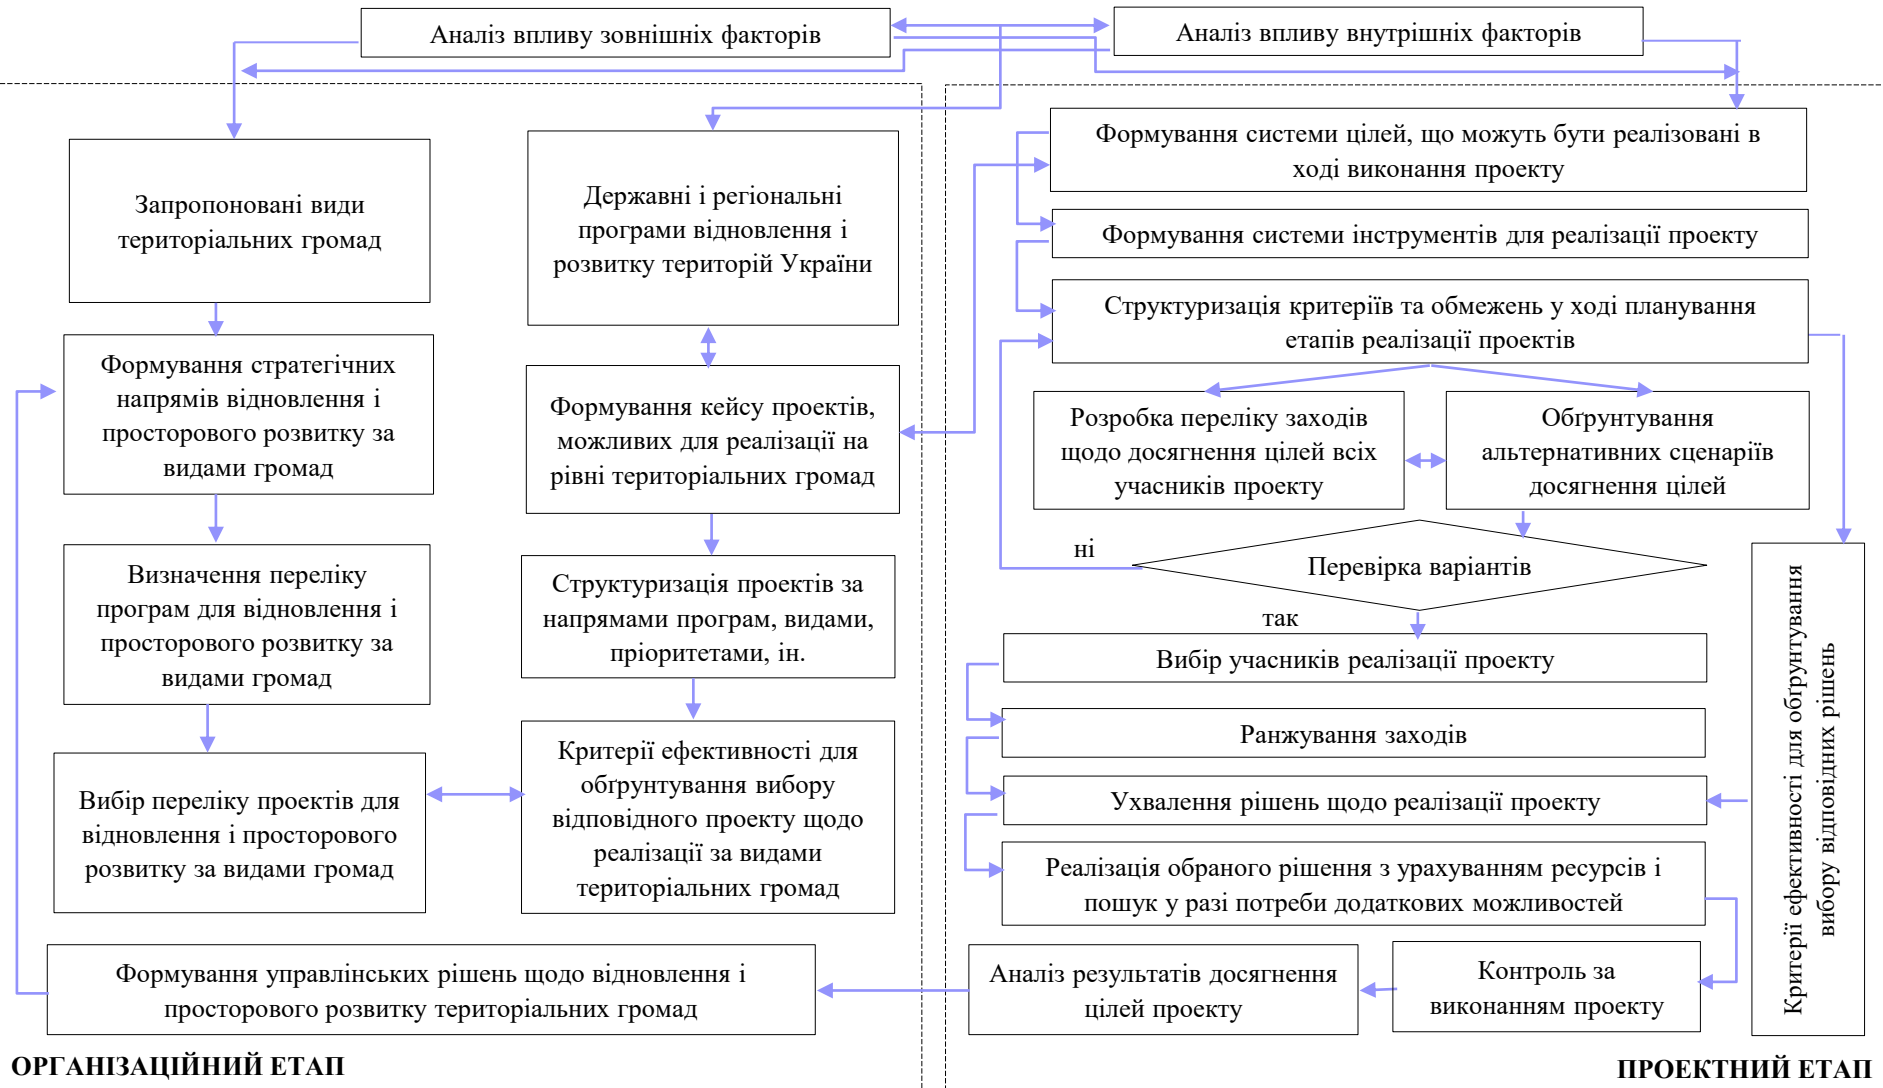 Аналіз впливу зовнішніх факторів
Аналіз впливу внутрішніх факторів
Запропоновані види
територіальних громад
Формування стратегічних
напрямів відновлення і
просторового розвитку за
видами громад
Визначення переліку
програм для відновлення і
просторового розвитку за
видами громад
Вибір переліку проектів для
відновлення і просторового
розвитку за видами громад
Державні і регіональні
програми відновлення і
розвитку територій України
Формування кейсу проектів,
можливих для реалізації на
рівні територіальних громад
Структуризація проектів за
напрямами програм, видами,
пріоритетами, ін.
Критерії ефективності для
обґрунтування вибору
відповідного проекту щодо
реалізації за видами
територіальних громад
Формування управлінських рішень щодо відновлення і
просторового розвитку територіальних громад
ОРГАНІЗАЦІЙНИЙ ЕТАП
Формування системи цілей, що можуть бути реалізовані в
ході виконання проекту
Формування системи інструментів для реалізації проекту
Структуризація критеріїв та обмежень у ході планування
етапів реалізації проектів
Розробка переліку заходів
щодо досягнення цілей всіх
учасників проекту
Обґрунтування
альтернативних сценаріїв
досягнення цілей
ні
Перевірка варіантів
так
Вибір учасників реалізації проекту
Ранжування заходів
Ухвалення рішень щодо реалізації проекту
Реалізація обраного рішення з урахуванням ресурсів і
пошук у разі потреби додаткових можливостей
Аналіз результатів досягнення
цілей проекту
Контроль за
виконанням проекту
Критерії ефективності для обґрунтування
вибору відповідних рішень
ПРОЕКТНИЙ ЕТАП